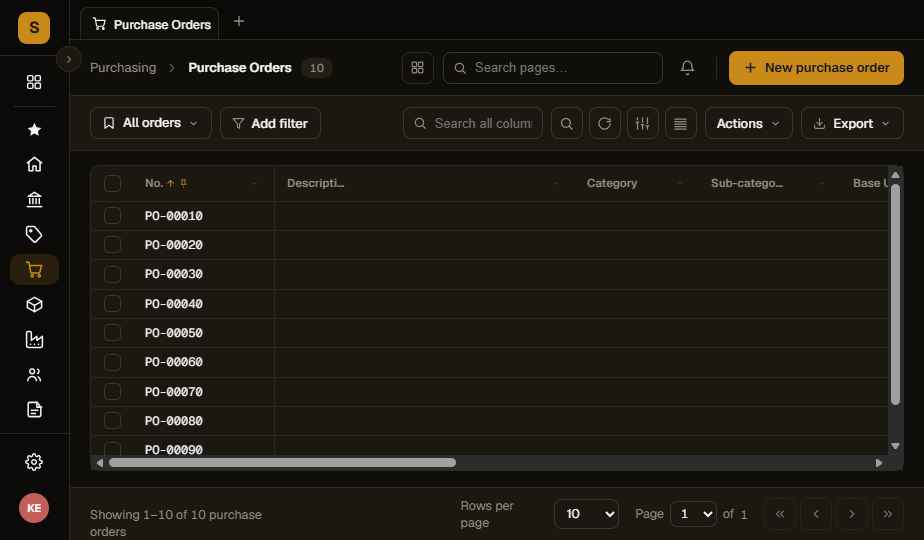 S
Purchase Orders
Purchasing
Purchase Orders
10
Search pages...
New purchase order
All orders
Add filter
Search all colum
Actions
Export
No.
Descripti...
Category
Sub-catego...
Base
PO-00010
PO-00020
PO-00030
PO-00040
PO-00050
PO-00060
PO-00070
PO-00080
PO-00090
KE
Showing 1–10 of 10 purchase
orders
Rows per
page
10
Page
1
of 1